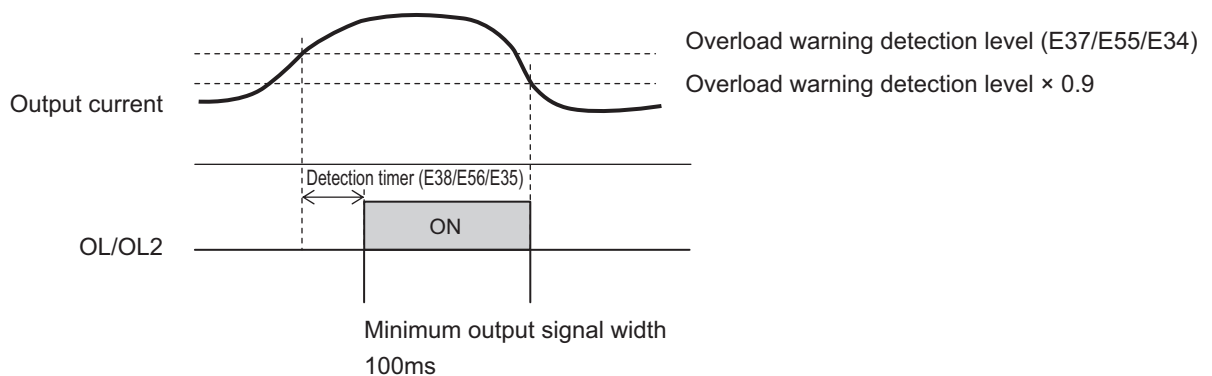 Overload warning detection level (E37/E55/E34)
Overload warning detection level × 0.9
Output current
Detection timer (E38/E56/E35)
ON
OL/OL2
Minimum output signal width
100ms